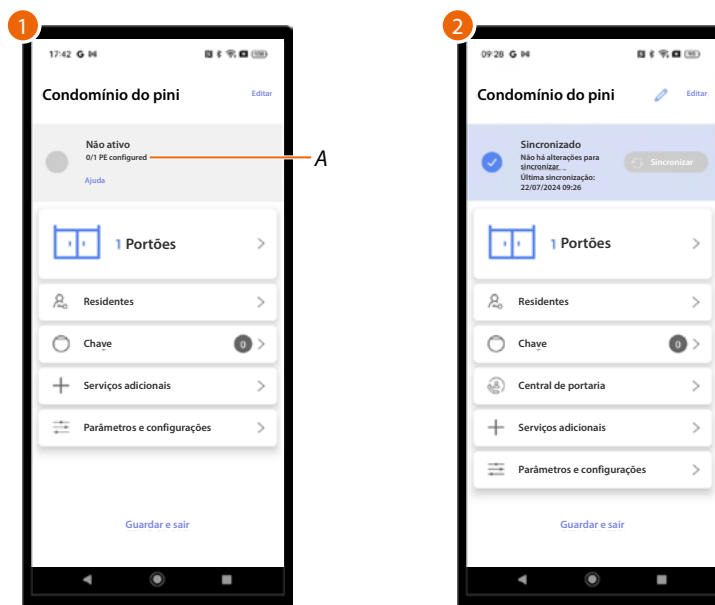 1
17:42 G
Condomínio do pini
Editar
Não ativo
0/1 PE configured
A
Ajuda
1 Portões
Residentes
Chave
0
Serviços adicionais
Parâmetros e configurações
Guardar e sair
2
09:28 G
Condomínio do pini
Editar
Sincronizado
Não há alterações para
sincronizar
Última sincronização:
22/07/2024 09:26
Sincronizar
1 Portões
Residentes
Chave
0
Central de portaria
Serviços adicionais
Parâmetros e configurações
Guardar e sair